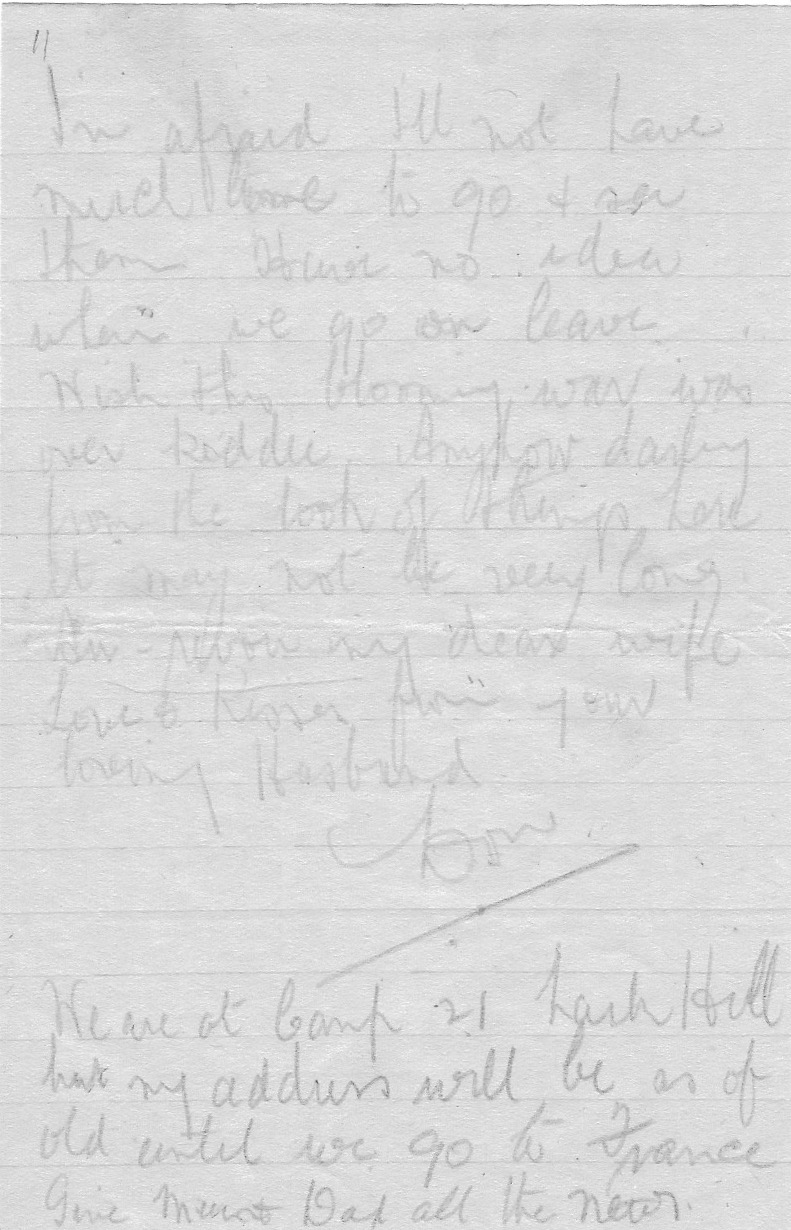 11
I'm afraid I'll not have
much time to go & see
them Have no idea
when we go on leave.
Wish this blooming war was
over kiddie. Anyhow darling
from the look of things here
it may not be very long.
Au-revoir my dear wife
Love & Kisses from your
loving Husband
Don.
We are at Camp 21 Lark Hill
but my address will be as of
old until we go to France
Give Mum & Dad all the news.